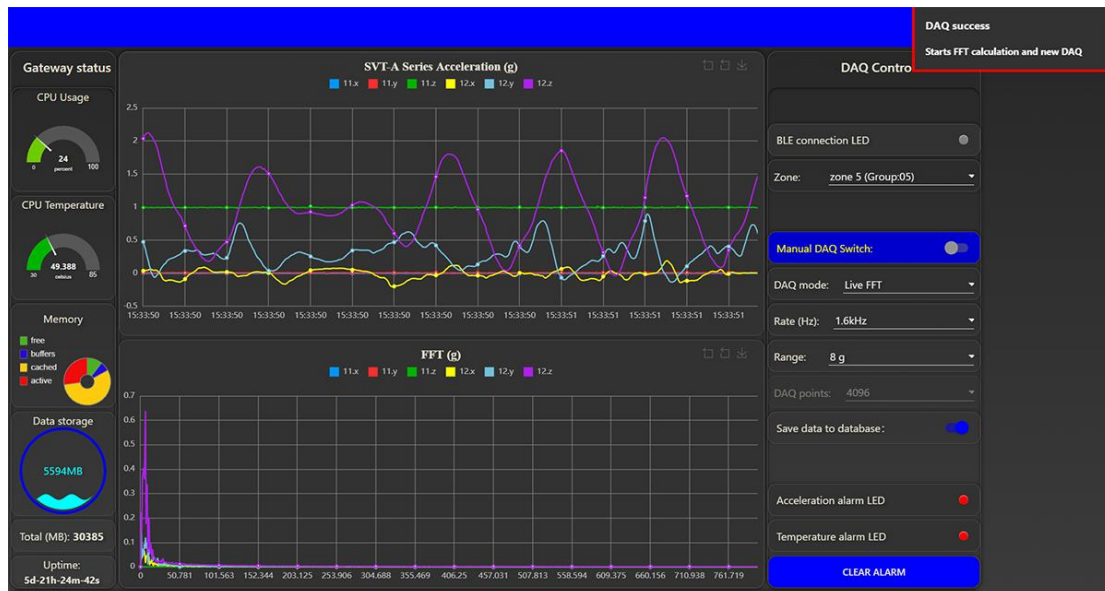 DAQ success
Starts FFT calculation and new DAQ
Gateway status
CPU Usage
24
percent
0
100
CPU Temperature
49.388
celsius
30
85
Memory
free
buffers
cached
active
Data storage
5594MB
Total (MB): 30385
Uptime:
5d-21h-24m-42s
SVT-A Series Acceleration (g)
11.x 11.y 11.z 12.x 12.y 12.z
2.5
2
1.5
1
0.5
0
-0.5
15:33:50 15:33:50 15:33:50 15:33:50 15:33:50 15:33:50 15:33:50 15:33:50 15:33:51 15:33:51 15:33:51 15:33:51 15:33:51 15:33:51 15:33:51
FFT (g)
11.x 11.y 11.z 12.x 12.y 12.z
0.7
0.6
0.5
0.4
0.3
0.2
0.1
0
0 50.781 101.563 152.344 203.125 253.906 304.688 355.469 406.25 457.031 507.813 558.594 609.375 660.156 710.938 761.719
DAQ Contro
BLE connection LED
Zone: zone 5 (Group:05)
Manual DAQ Switch:
DAQ mode: Live FFT
Rate (Hz): 1.6kHz
Range: 8 g
DAQ points: 4096
Save data to database:
Acceleration alarm LED
Temperature alarm LED
CLEAR ALARM